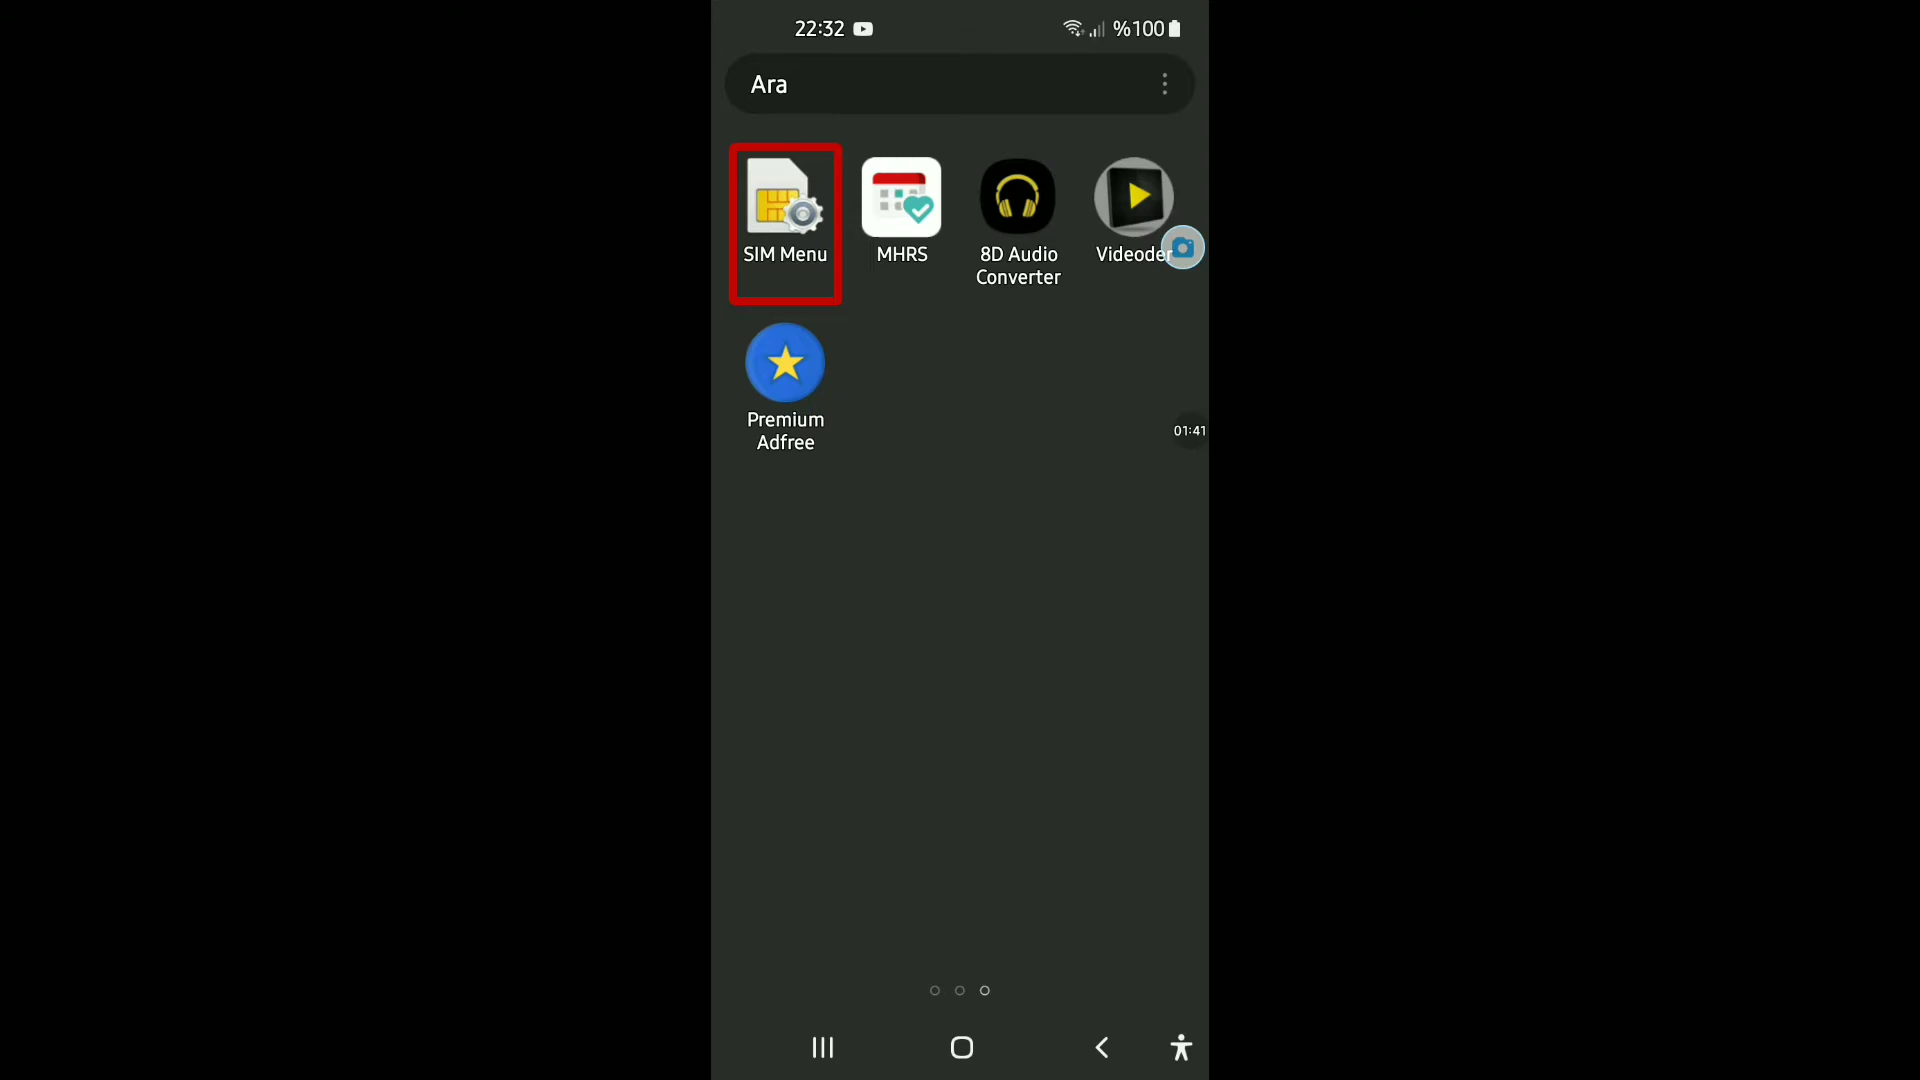 22:32
%100
Ara
SIM Menu
MHRS
8D Audio
Converter
Videoder
Premium
Adfree
01:41